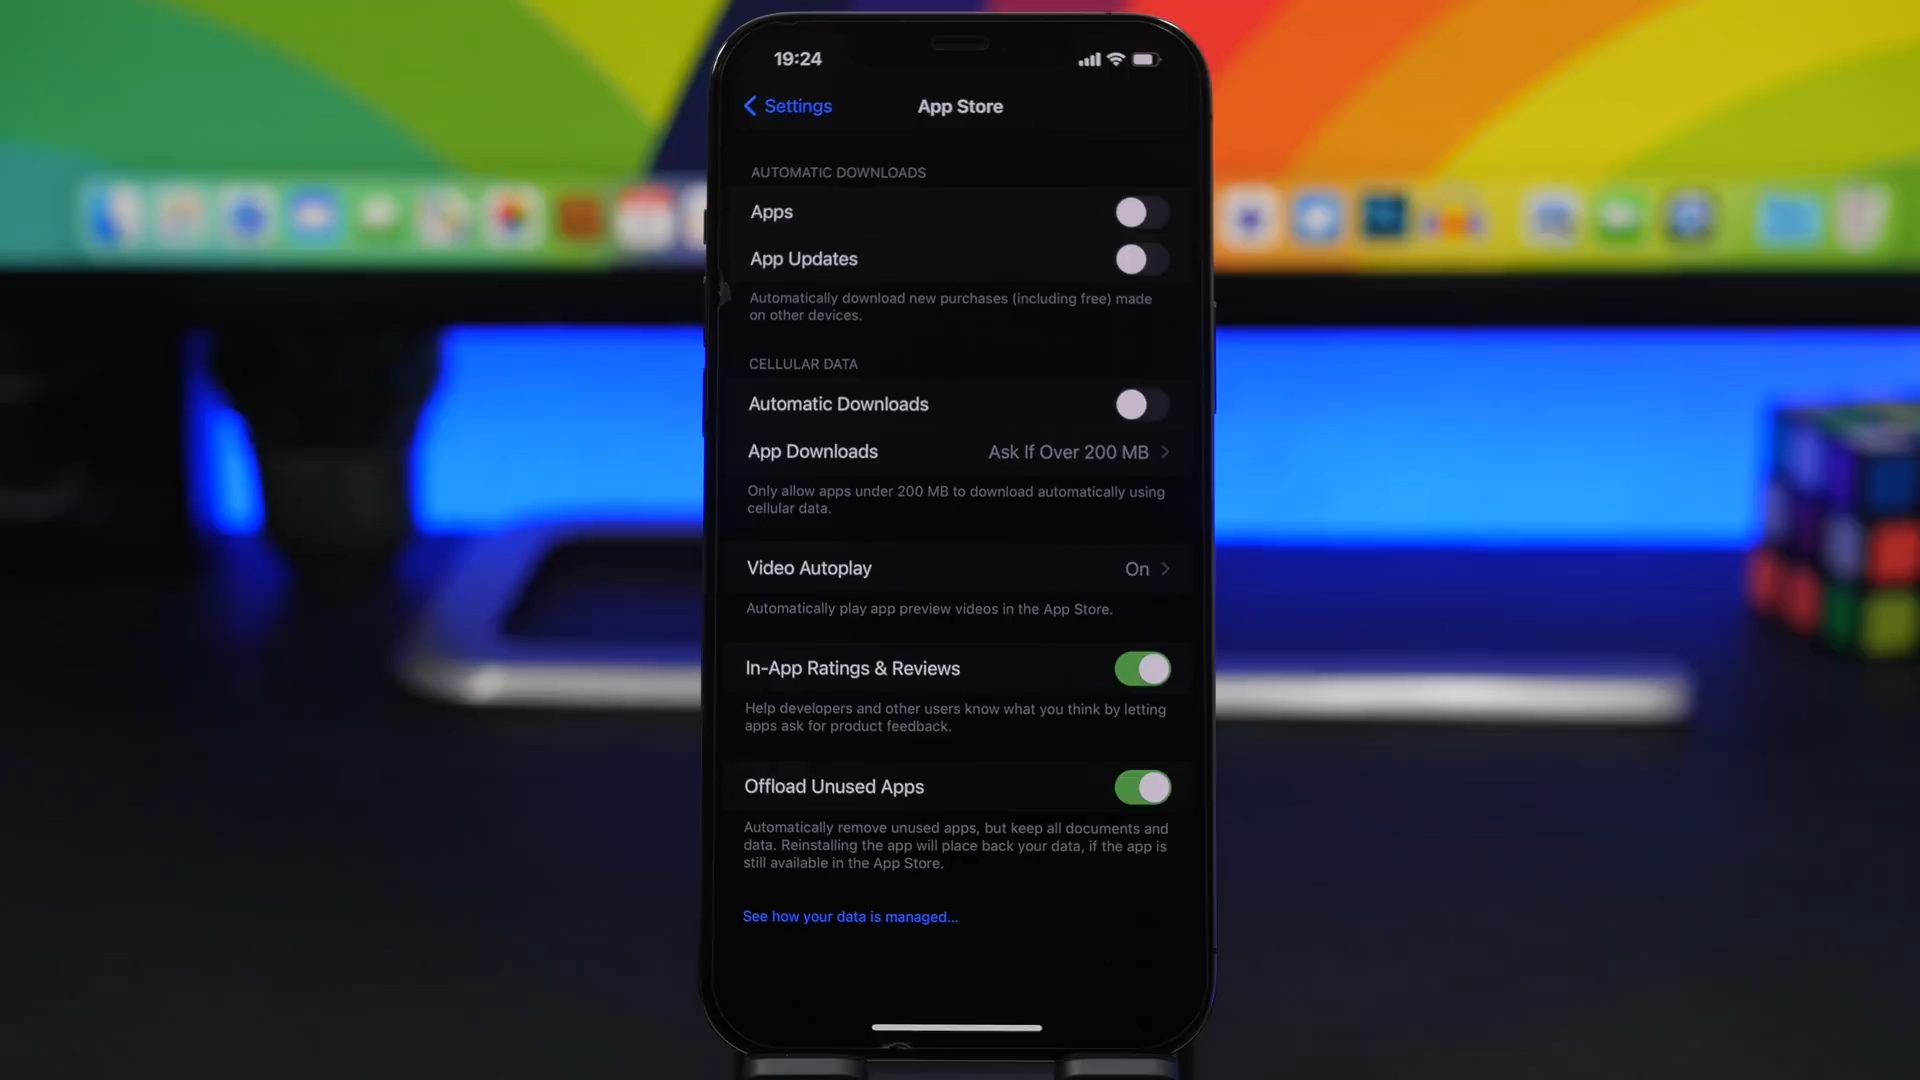 19:24
Settings
App Store
AUTOMATIC DOWNLOADS
Apps
App Updates
Automatically download new purchases (including free) made
on other devices.
CELLULAR DATA
Automatic Downloads
App Downloads
Ask If Over 200 MB
Only allow apps under 200 MB to download automatically using
cellular data.
Video Autoplay
On
Automatically play app preview videos in the App Store.
In-App Ratings & Reviews
Help developers and other users know what you think by letting
apps ask for product feedback.
Offload Unused Apps
Automatically remove unused apps, but keep all documents and
data. Reinstalling the app will place back your data, if the app is
still available in the App Store.
See how your data is managed...